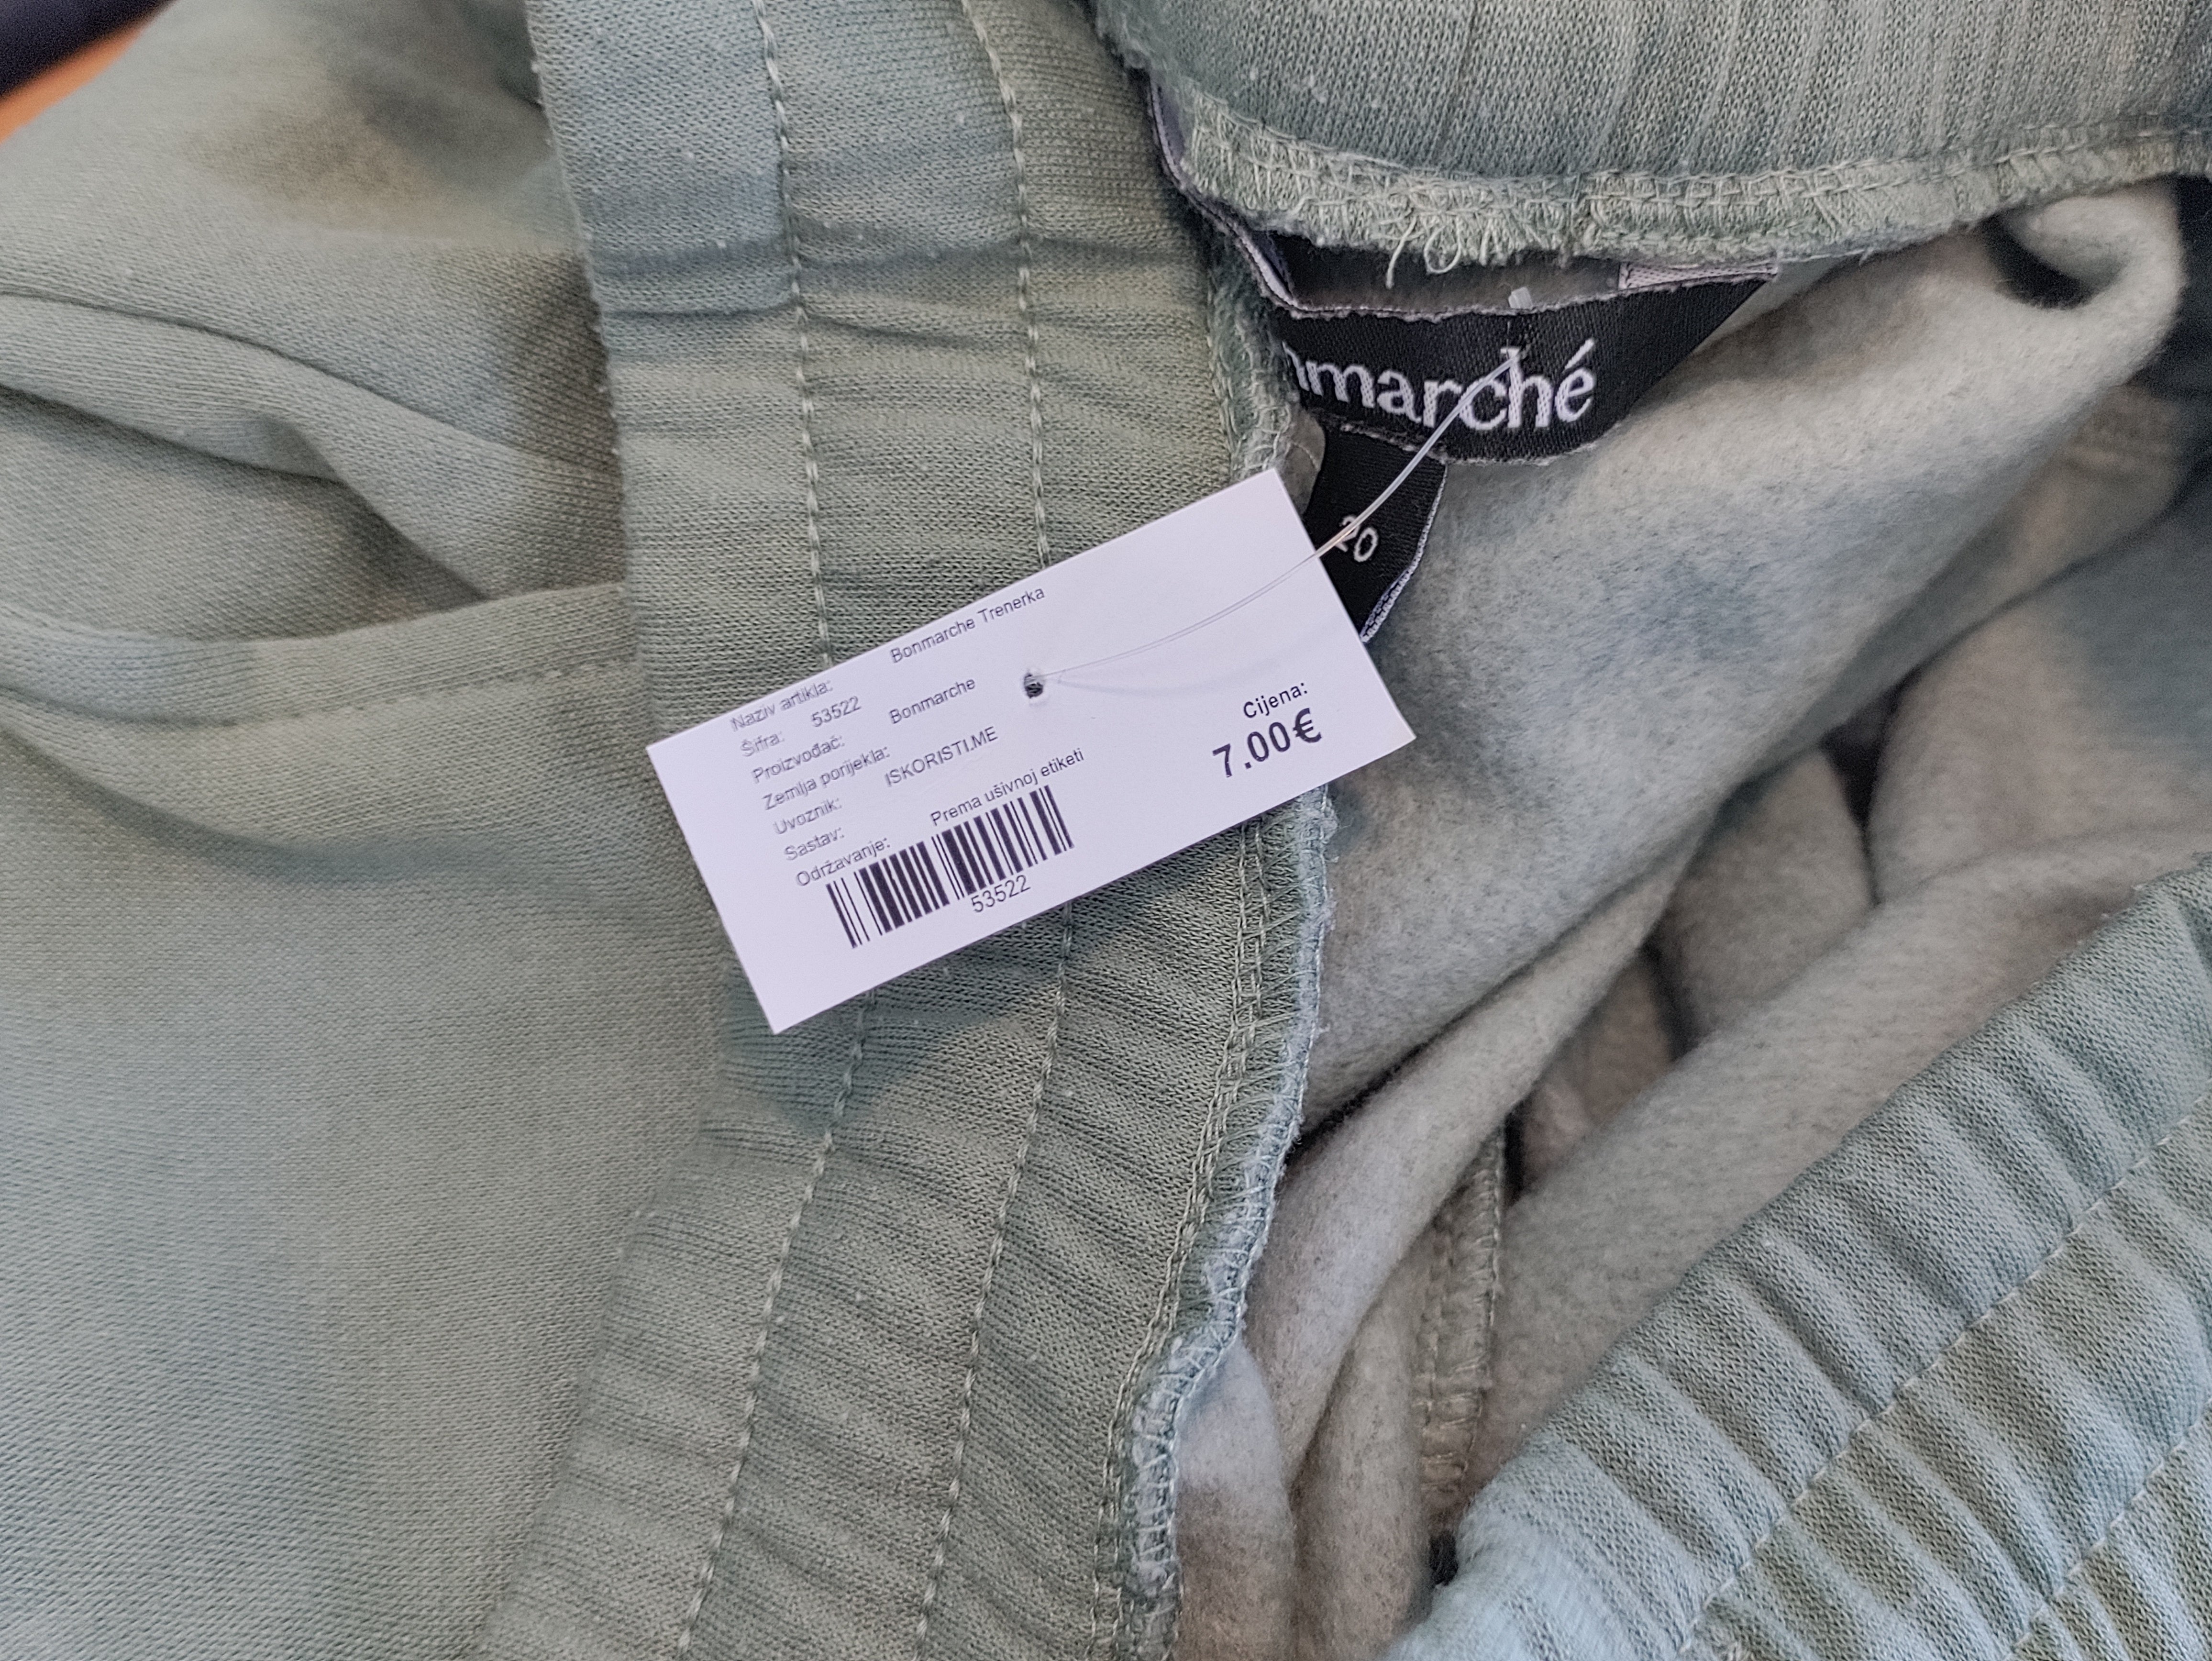 nmarché
20
Naziv artikla: Bonmarche Trenerka
Šifra: 53522
Proizvođač: Bonmarche
Zemlja porijekla:
Uvoznik: ISKORISTI.ME
Sastav:
Održavanje: Prema ušivnoj etiketi
53522
Cijena:
7.00€